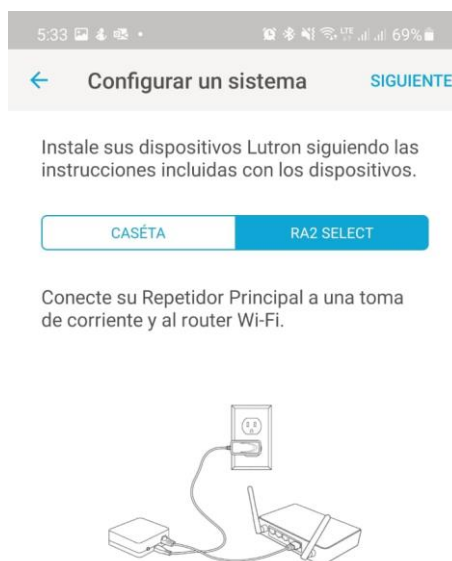 5:33 69%
Configurar un sistema SIGUIENTE
Instale sus dispositivos Lutron siguiendo las
instrucciones incluidas con los dispositivos.
CASÉTA RA2 SELECT
Conecte su Repetidor Principal a una toma
de corriente y al router Wi-Fi.